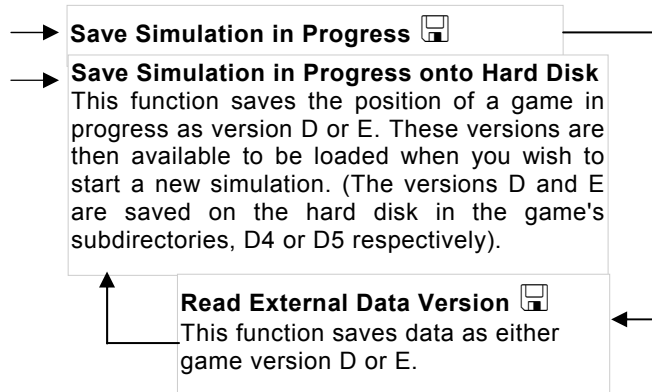 Save Simulation in Progress
Save Simulation in Progress onto Hard Disk
This function saves the position of a game in
progress as version D or E. These versions are
then available to be loaded when you wish to
start a new simulation. (The versions D and E
are saved on the hard disk in the game's
subdirectories, D4 or D5 respectively).
Read External Data Version
This function saves data as either
game version D or E.